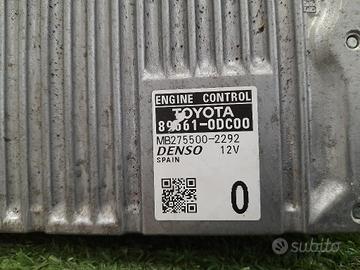 ENGINE CONTROL
TOYOTA
89661-0DC00
MB275500-2292
DENSO 12V
SPAIN
0
subito